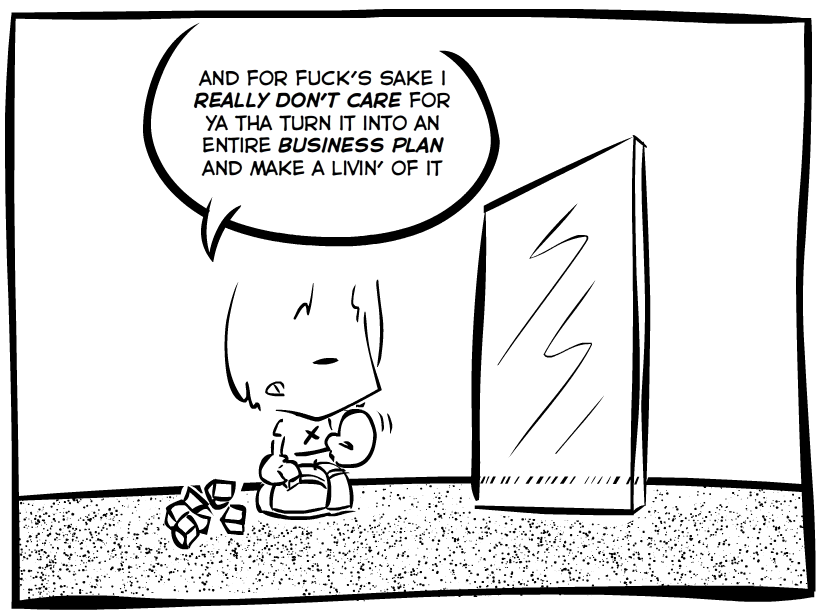 AND FOR FUCK'S SAKE I
REALLY DON'T CARE FOR
YA THA TURN IT INTO AN
ENTIRE BUSINESS PLAN
AND MAKE A LIVIN' OF IT